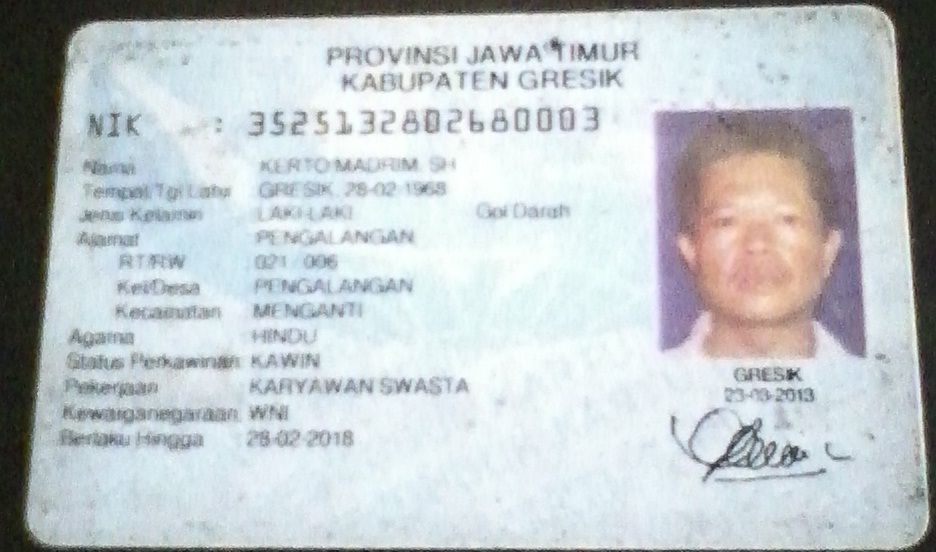 PROVINSI JAWA TIMUR
KABUPATEN GRESIK
NIK : 3525132802680003
Nama KERTO MADRIM. SH
Tempat/Tgl Lahir GRESIK, 28-02-1968
Jenis Kelamin LAKI-LAKI Gol Darah
Alamat PENGALANGAN
RT/RW 021 / 006
Kel/Desa PENGALANGAN
Kecamatan MENGANTI
Agama HINDU
Status Perkawinan: KAWIN
Pekerjaan KARYAWAN SWASTA
Kewarganegaraan: WNI
Berlaku Hingga 28-02-2018
GRESIK
23-03-2013